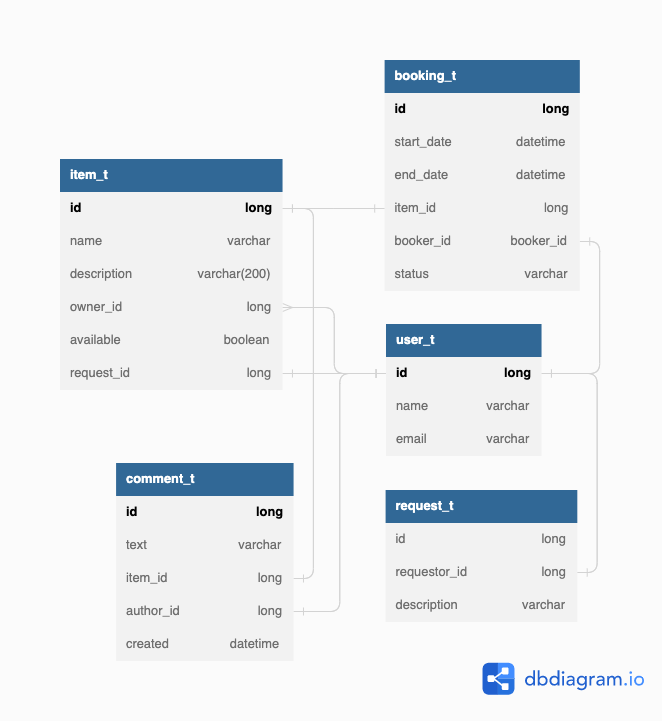 booking_t
id long
start_date datetime
end_date datetime
item_id long
booker_id booker_id
status varchar
item_t
id long
name varchar
description varchar(200)
owner_id long
available boolean
request_id long
user_t
id long
name varchar
email varchar
comment_t
id long
text varchar
item_id long
author_id long
created datetime
request_t
id long
requestor_id long
description varchar
dbdiagram.io